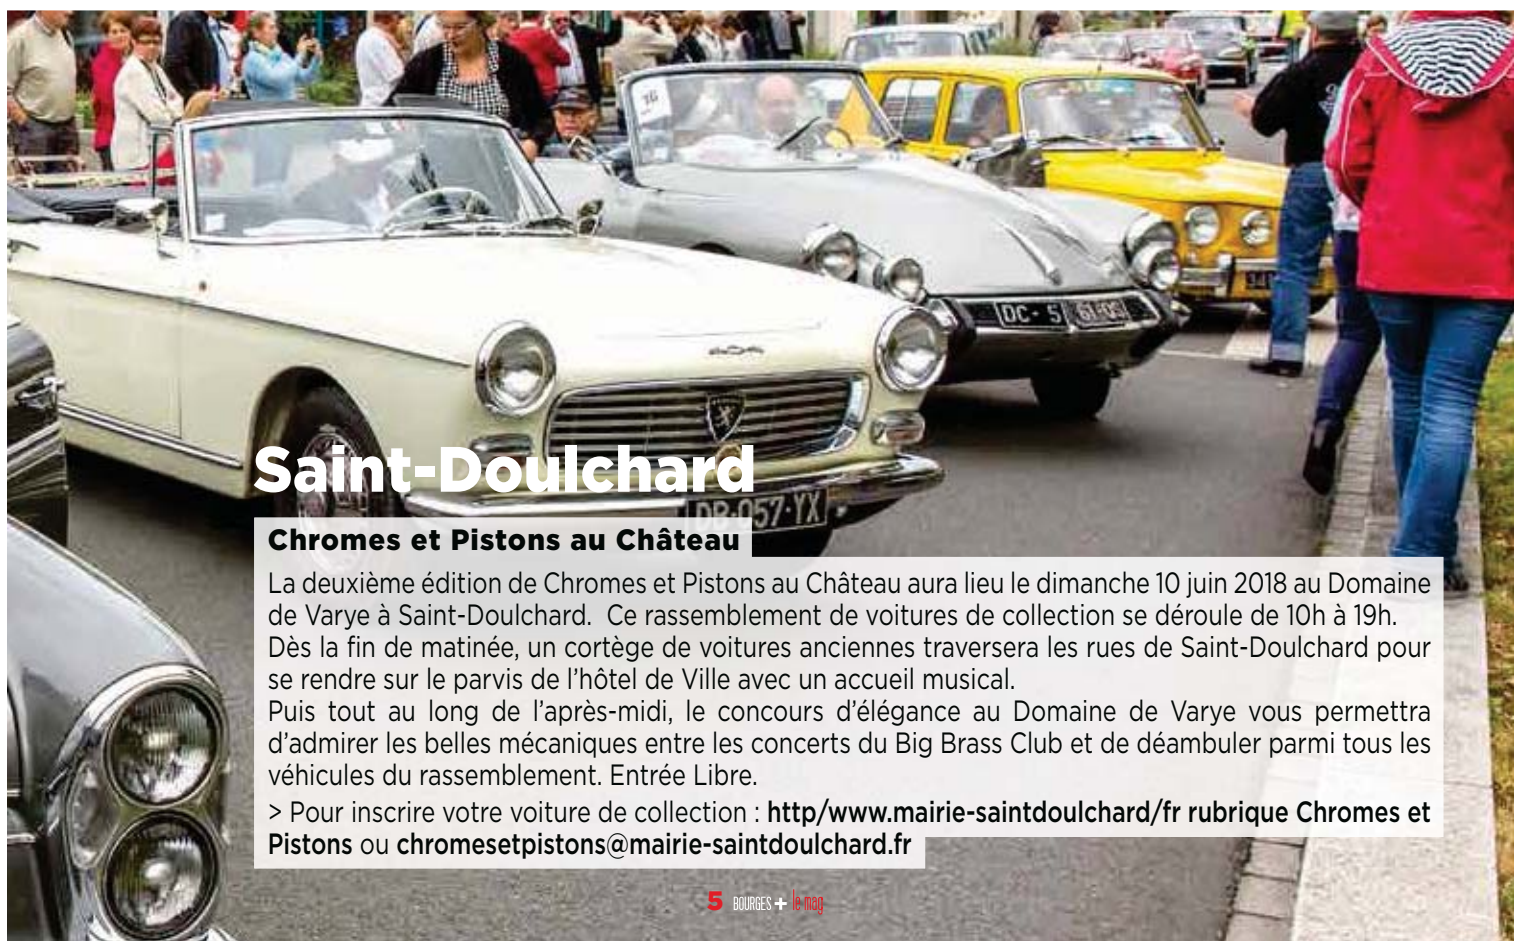 16
DC- 5 61-DG
DB-057-YX
Saint-Doulchard
Chromes et Pistons au Château
La deuxième édition de Chromes et Pistons au Château aura lieu le dimanche 10 juin 2018 au Domaine
de Varye à Saint-Doulchard. Ce rassemblement de voitures de collection se déroule de 10h à 19h.
Dès la fin de matinée, un cortège de voitures anciennes traversera les rues de Saint-Doulchard pour
se rendre sur le parvis de l'hôtel de Ville avec un accueil musical.
Puis tout au long de l'après-midi, le concours d'élégance au Domaine de Varye vous permettra
d'admirer les belles mécaniques entre les concerts du Big Brass Club et de déambuler parmi tous les
véhicules du rassemblement. Entrée Libre.
> Pour inscrire votre voiture de collection : http/www.mairie-saintdoulchard/fr rubrique Chromes et
Pistons ou chromesetpistons@mairie-saintdoulchard.fr
5 BOURGES + le mag